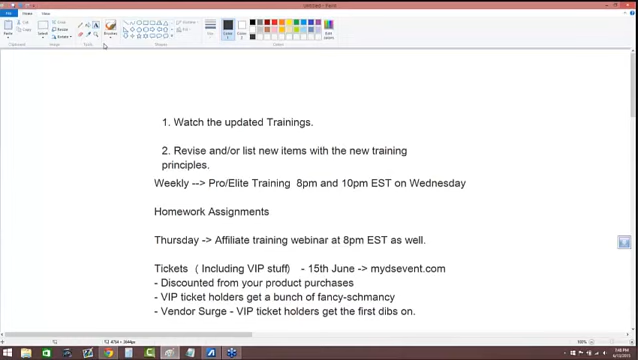 1. Watch the updated Trainings.
2. Revise and/or list new items with the new training
principles.
Weekly --> Pro/Elite Training 8pm and 10pm EST on Wednesday
Homework Assignments
Thursday -> Affiliate training webinar at 8pm EST as well.
Tickets ( Including VIP stuff) - 15th June -> mydsevent.com
- Discounted from your product purchases
- VIP ticket holders get a bunch of fancy-schmancy
- Vendor Surge - VIP ticket holders get the first dibs on.